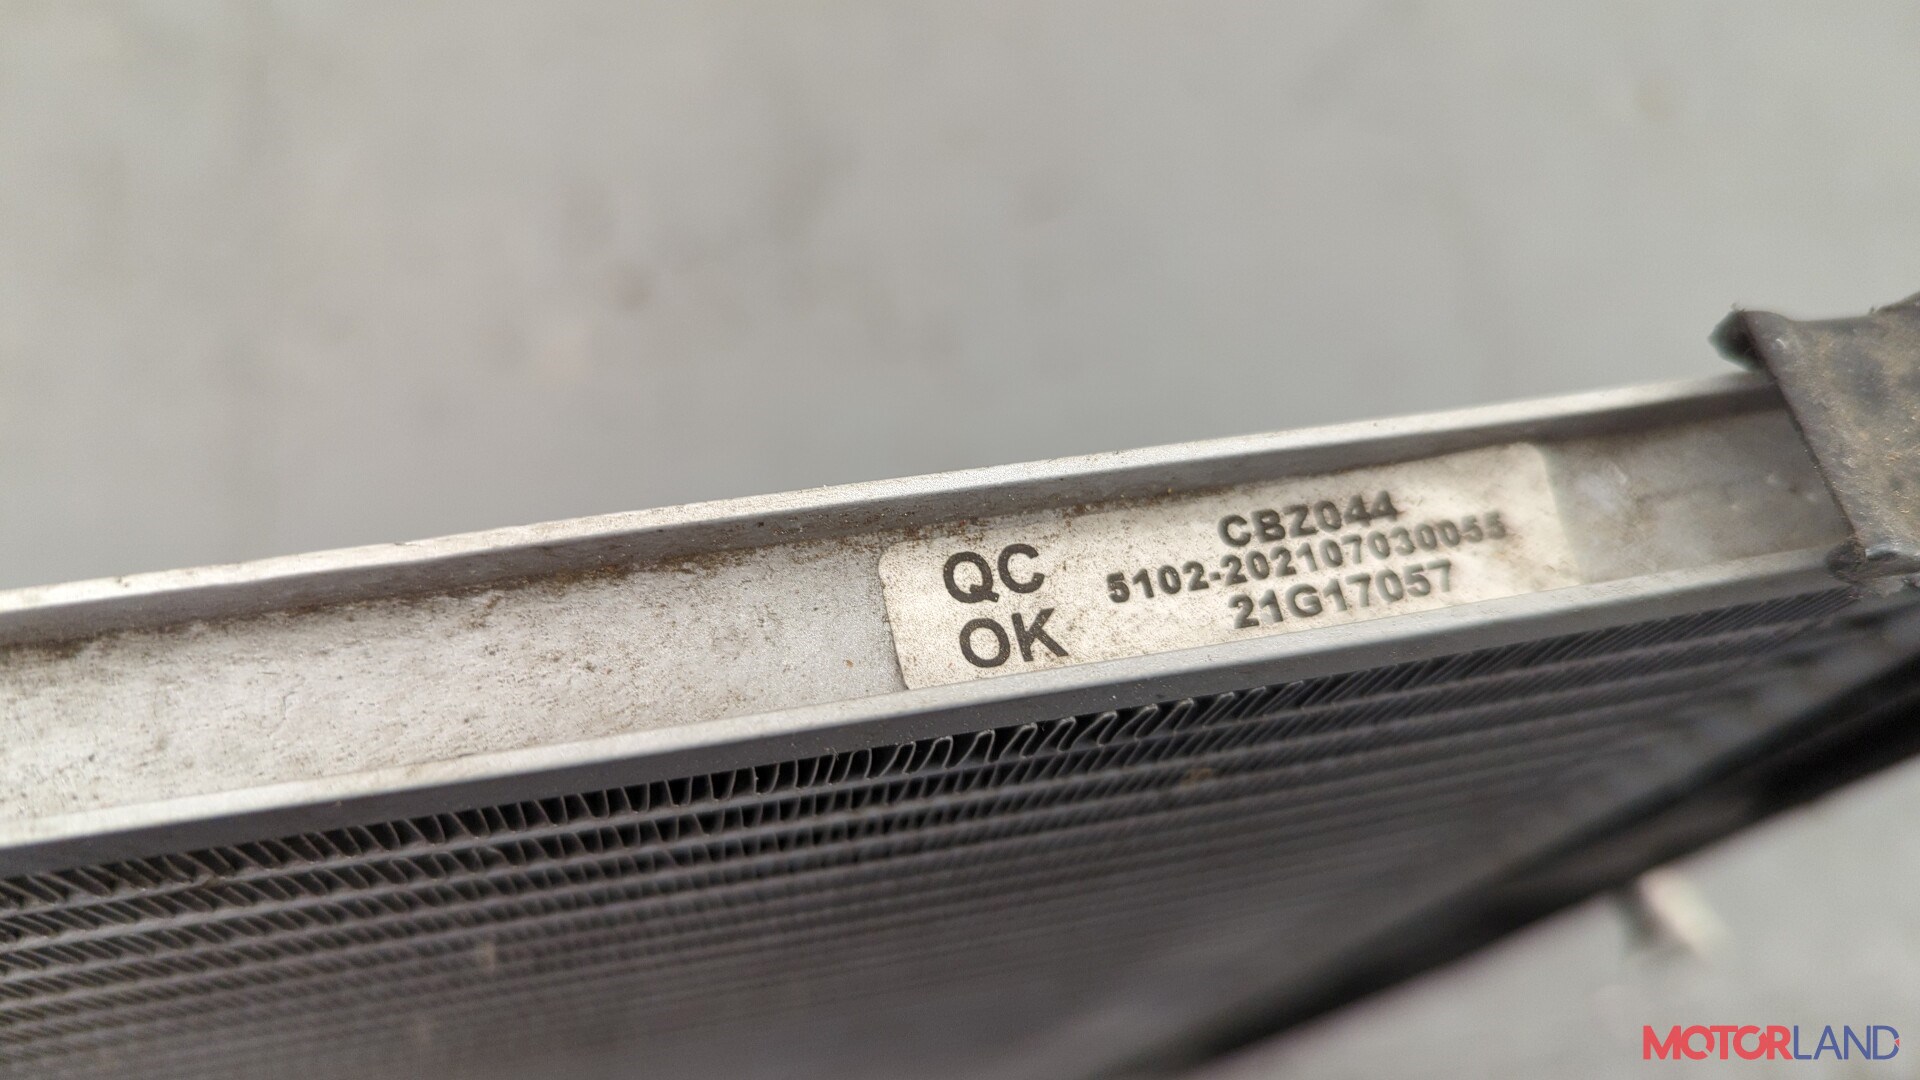 QC
OK
CBZ044
5102-202107030055
21G17057
MOTORLAND